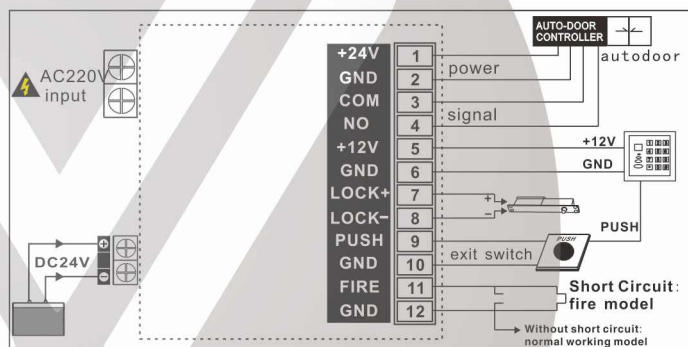 AUTO-DOOR
CONTROLLER
autodoor
AC220V
input
+24V 1
GND 2
power
COM 3
NO 4
signal
+12V 5
+12V
GND 6
GND
LOCK+ 7
+
LOCK- 8
-
PUSH 9
PUSH
PUSH
GND 10
exit switch
DC24V
+
-
FIRE 11
GND 12
Short Circuit:
fire model
Without short circuit:
normal working model